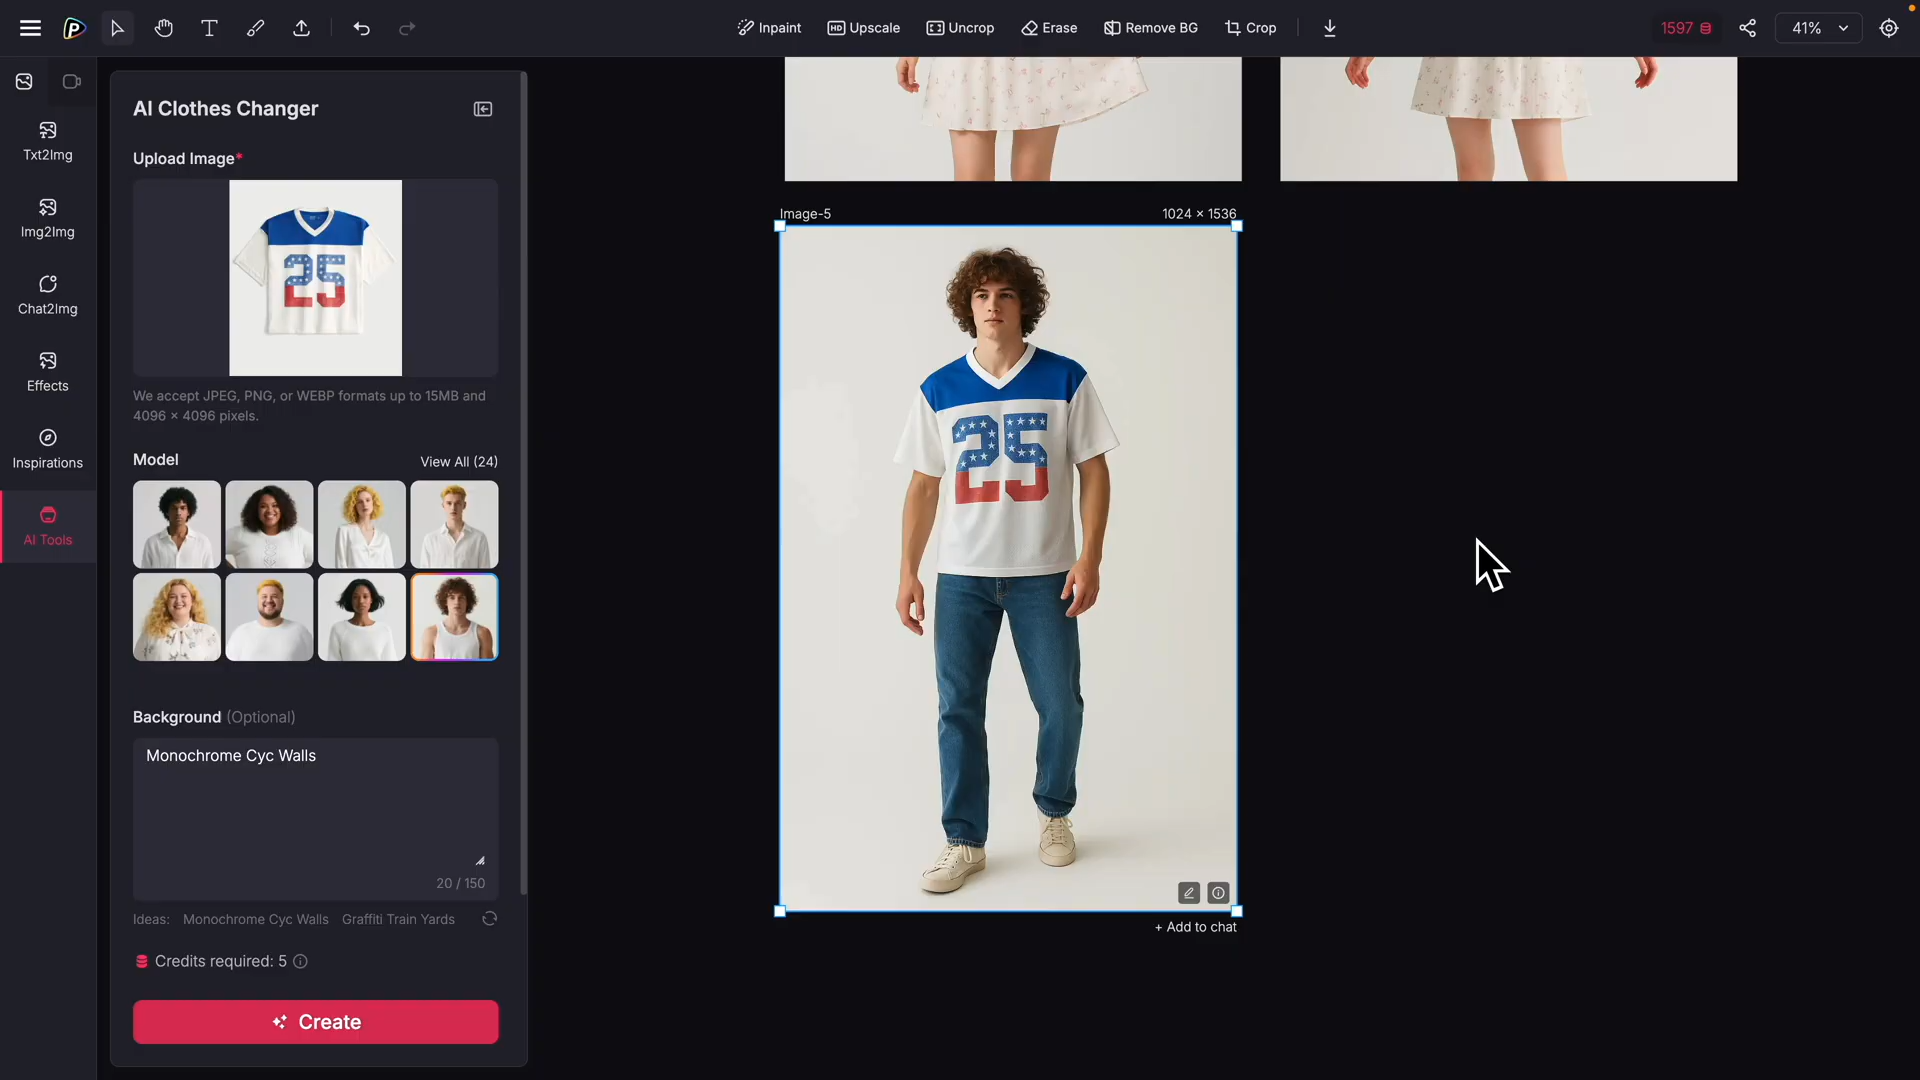 Inpaint
HD Upscale
Uncrop
Erase
Remove BG
Crop
1597
41%
AI Clothes Changer
Upload Image*
25
We accept JPEG, PNG, or WEBP formats up to 15MB and
4096 × 4096 pixels.
Model
View All (24)
Background (Optional)
Monochrome Cyc Walls
20 / 150
Ideas: Monochrome Cyc Walls Graffiti Train Yards
Credits required: 5
Create
Txt2Img
Img2Img
Chat2Img
Effects
Inspirations
AI Tools
Image-5
1024 × 1536
25
+ Add to chat